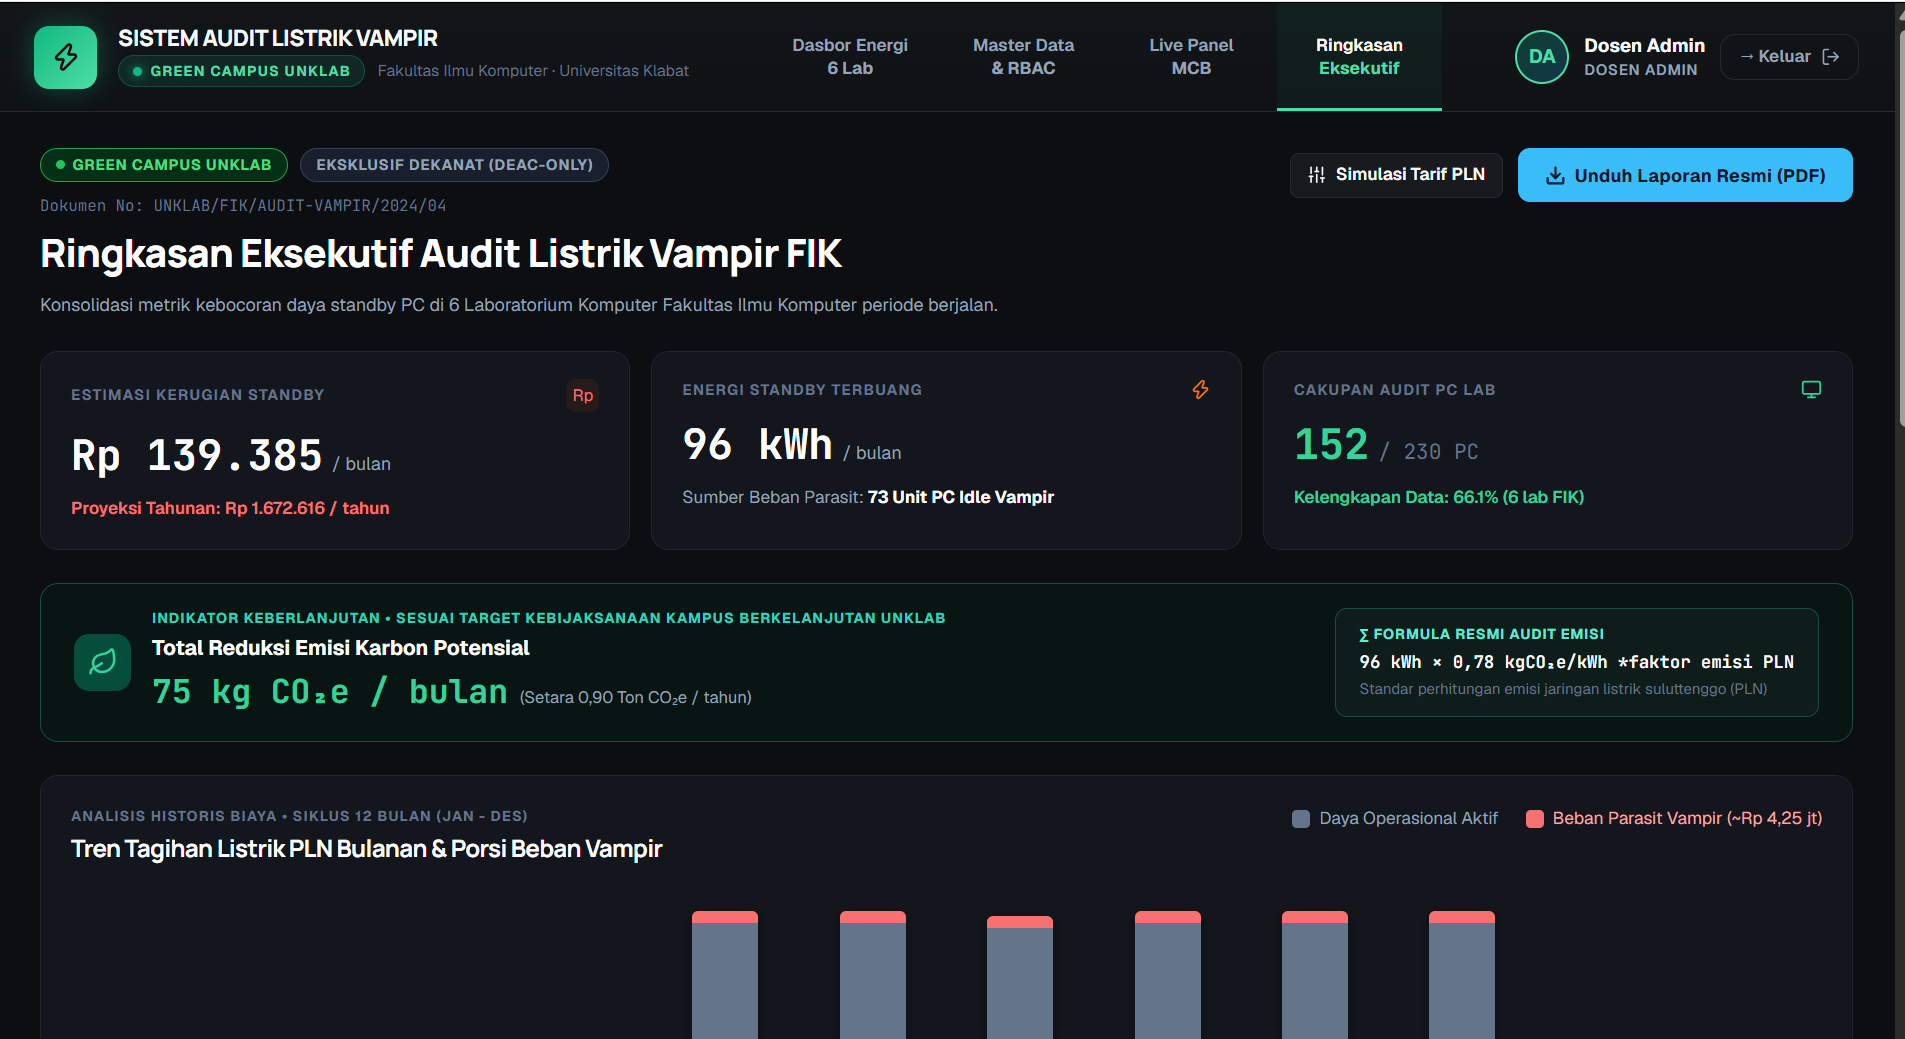 SISTEM AUDIT LISTRIK VAMPIR
GREEN CAMPUS UNKLAB
Fakultas Ilmu Komputer · Universitas Klabat
Dasbor Energi
6 Lab
Master Data
& RBAC
Live Panel
MCB
Ringkasan
Eksekutif
DA
Dosen Admin
DOSEN ADMIN
→ Keluar
GREEN CAMPUS UNKLAB
EKSKLUSIF DEKANAT (DEAC-ONLY)
Simulasi Tarif PLN
Unduh Laporan Resmi (PDF)
Dokumen No: UNKLAB/FIK/AUDIT-VAMPIR/2024/04
Ringkasan Eksekutif Audit Listrik Vampir FIK
Konsolidasi metrik kebocoran daya standby PC di 6 Laboratorium Komputer Fakultas Ilmu Komputer periode berjalan.
ESTIMASI KERUGIAN STANDBY
Rp
Rp 139.385 / bulan
Proyeksi Tahunan: Rp 1.672.616 / tahun
ENERGI STANDBY TERBUANG
96 kWh / bulan
Sumber Beban Parasit: 73 Unit PC Idle Vampir
CAKUPAN AUDIT PC LAB
152 / 230 PC
Kelengkapan Data: 66.1% (6 lab FIK)
INDIKATOR KEBERLANJUTAN • SESUAI TARGET KEBIJAKSANAAN KAMPUS BERKELANJUTAN UNKLAB
Total Reduksi Emisi Karbon Potensial
75 kg CO₂e / bulan (Setara 0,90 Ton CO₂e / tahun)
∑ FORMULA RESMI AUDIT EMISI
96 kWh × 0,78 kgCO₂e/kWh *faktor emisi PLN
Standar perhitungan emisi jaringan listrik suluttenggo (PLN)
ANALISIS HISTORIS BIAYA • SIKLUS 12 BULAN (JAN - DES)
Tren Tagihan Listrik PLN Bulanan & Porsi Beban Vampir
Daya Operasional Aktif
Beban Parasit Vampir (~Rp 4,25 jt)